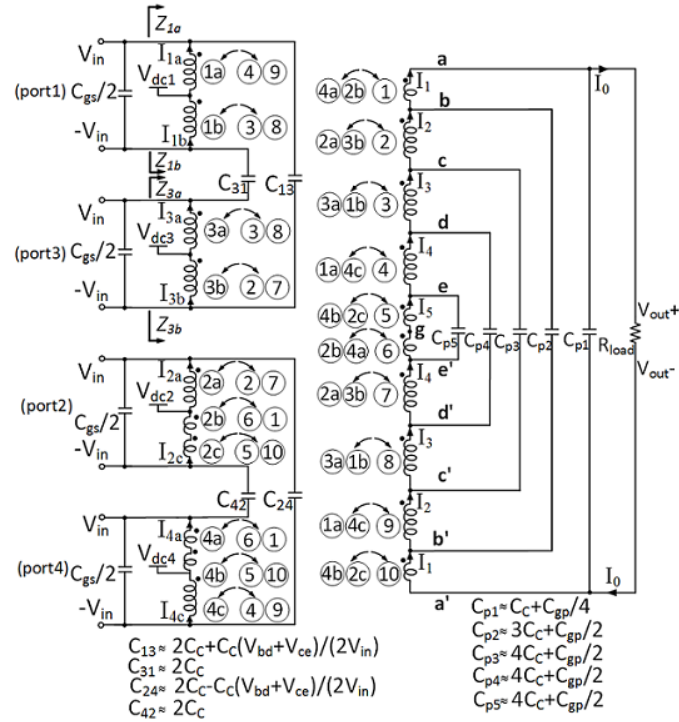 Z1a
Vin
I1a
1a 4 9
(port1) Cgs/2
Vdc1
1b 3 8
-Vin
I1b
Z1b
C31 C13
Z3a
Vin
I3a
3a 3 8
(port3) Cgs/2
Vdc3
3b 2 7
-Vin
I3b
Z3b
Vin
I2a
2a 2 7
(port2)
Vdc2
Cgs/2
2b 6 1
-Vin
I2c
2c 5 10
C42 C24
Vin
I4a
4a 6 1
Vdc4
(port4) Cgs/2
4b 5 10
-Vin
I4c
4c 4 9
C13≈ 2CC+CC(Vbd+Vce)/(2Vin)
C31≈ 2CC
C24≈ 2CC-CC(Vbd+Vce)/(2Vin)
C42≈ 2CC
a
I0
4a 2b 1 I1
b
2a 3b 2 I2
c
3a 1b 3 I3
d
1a 4c 4 I4
e
4b 2c 5 I5
g
Cp5 Cp4 Cp3 Cp2 Cp1
Rload
Vout+
Vout-
2b 4a 6
e'
2a 3b 7 I4
d'
3a 1b 8 I3
c'
1a 4c 9 I2
b'
4b 2c 10 I1
a'
I0
Cp1≈ CC+Cgp/4
Cp2≈ 3CC+Cgp/2
Cp3≈ 4CC+Cgp/2
Cp4≈ 4CC+Cgp/2
Cp5≈ 4CC+Cgp/2